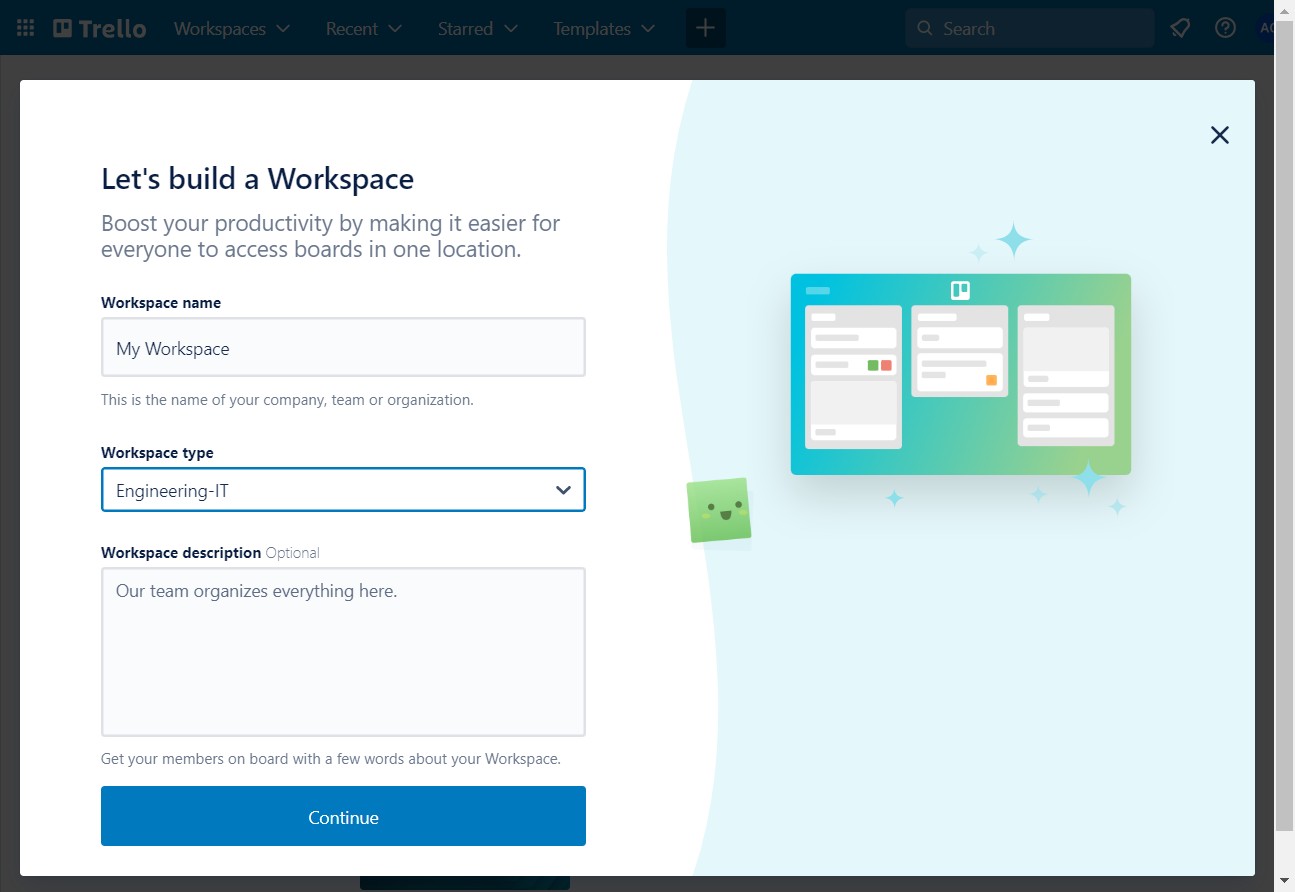 Trello Workspaces Recent Starred Templates Search
Let's build a Workspace
Boost your productivity by making it easier for
everyone to access boards in one location.
Workspace name
My Workspace
This is the name of your company, team or organization.
Workspace type
Engineering-IT
Workspace description Optional
Our team organizes everything here.
Get your members on board with a few words about your Workspace.
Continue